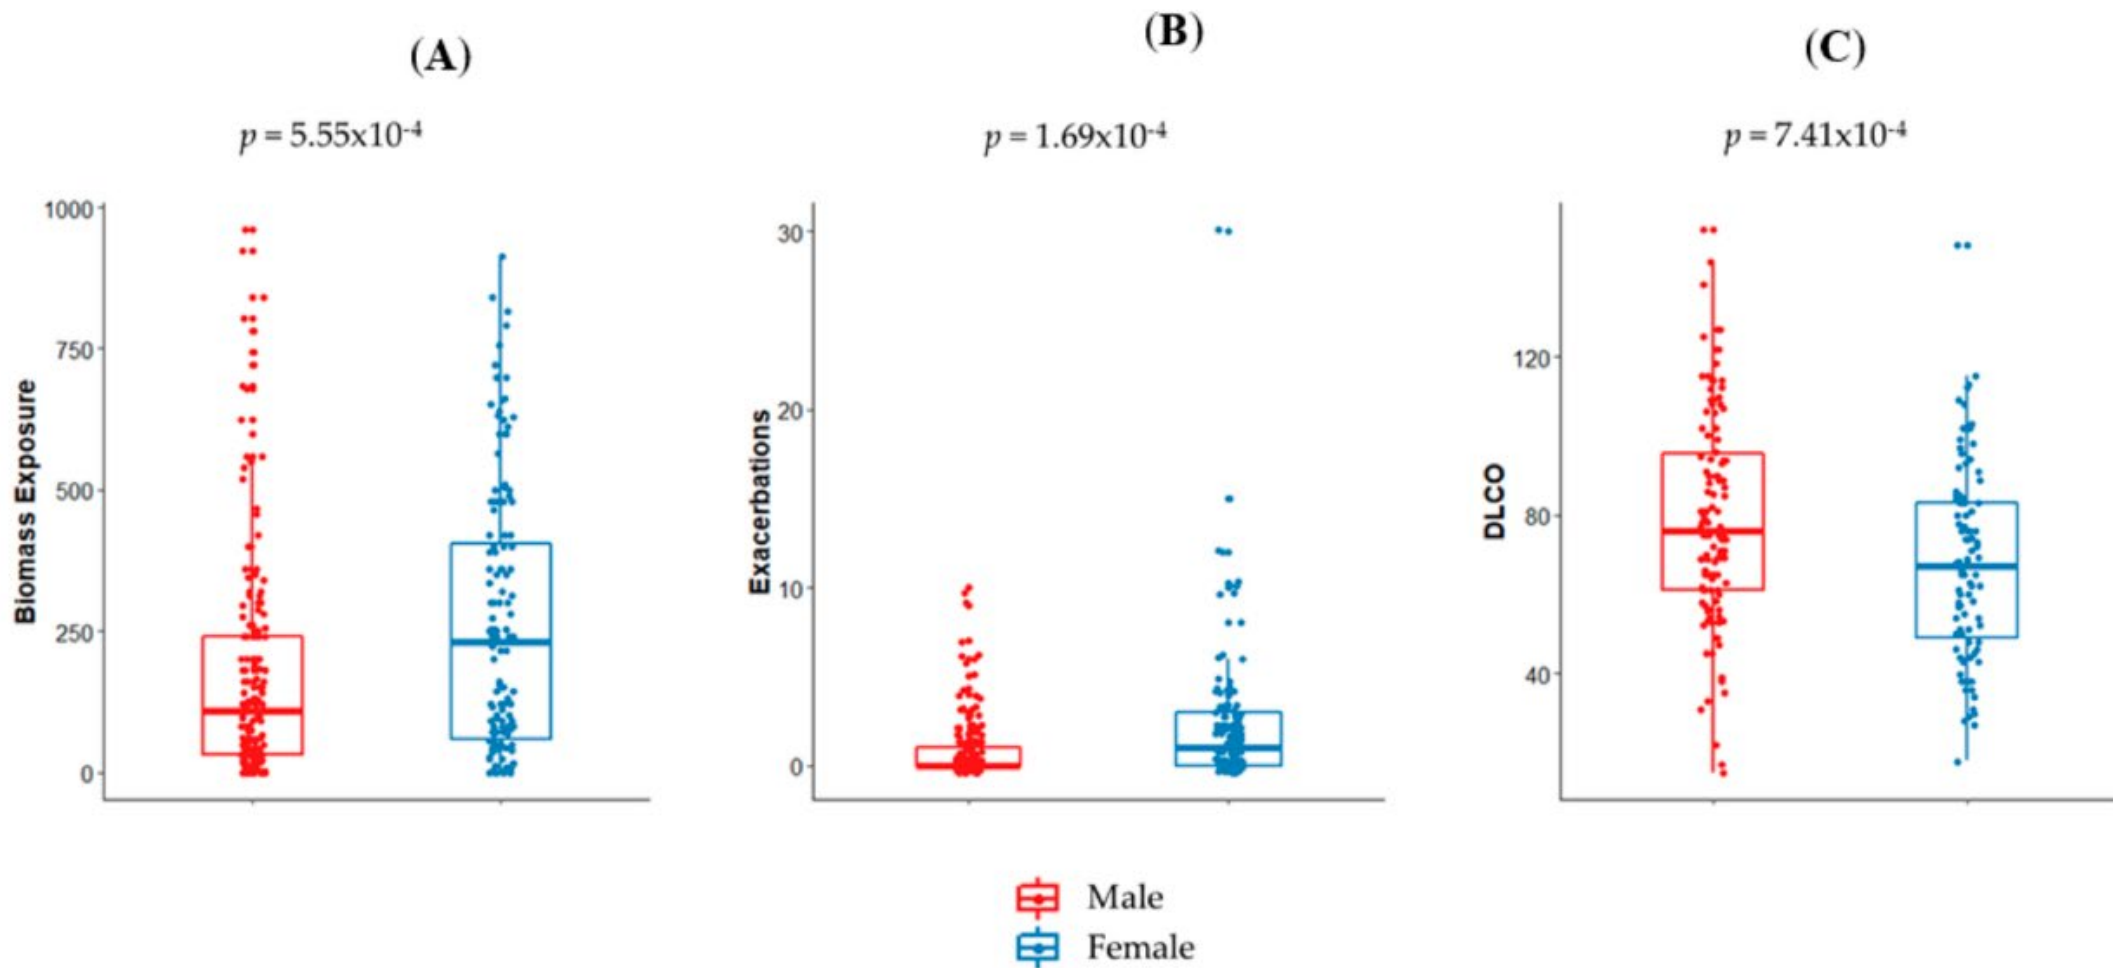 (A)
p = 5.55x10-4
1000
750
500
250
0
Biomass Exposure
(B)
p = 1.69x10-4
30
20
10
0
Exacerbations
(C)
p = 7.41x10-4
120
80
40
DLCO
Male
Female